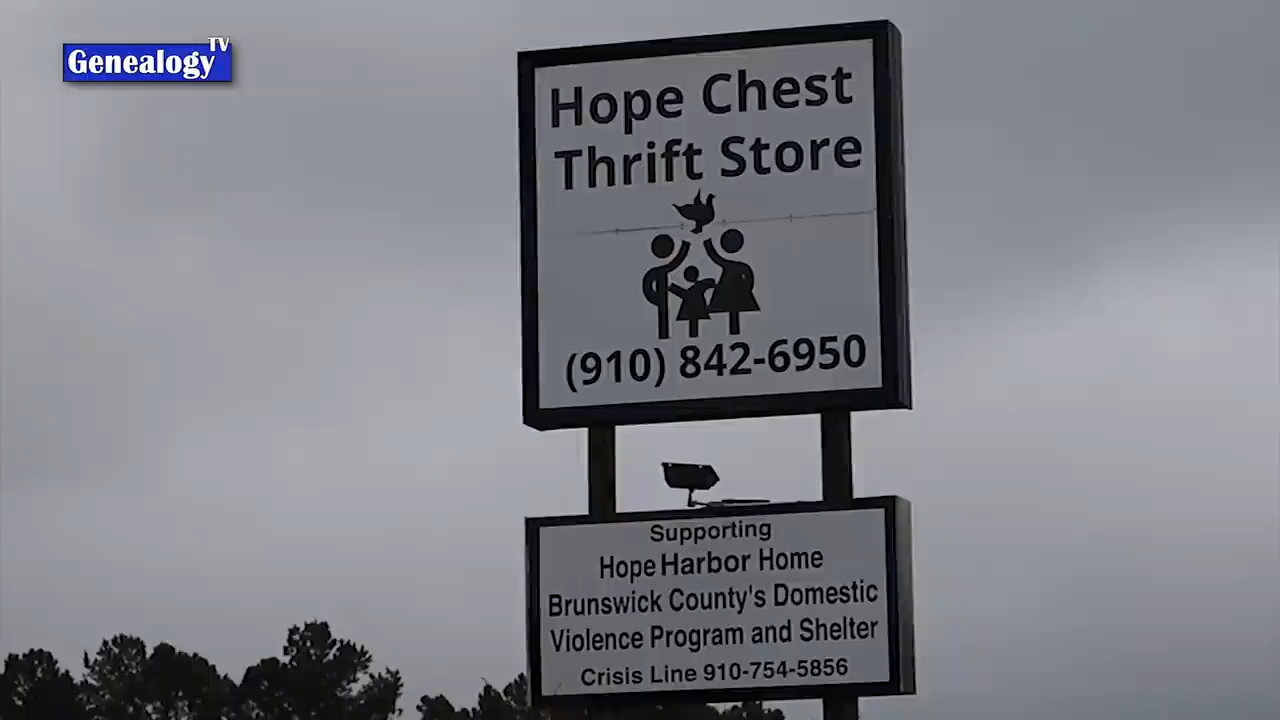 Genealogy TV
Hope Chest
Thrift Store
(910) 842-6950
Supporting
Hope Harbor Home
Brunswick County's Domestic
Violence Program and Shelter
Crisis Line 910-754-5856